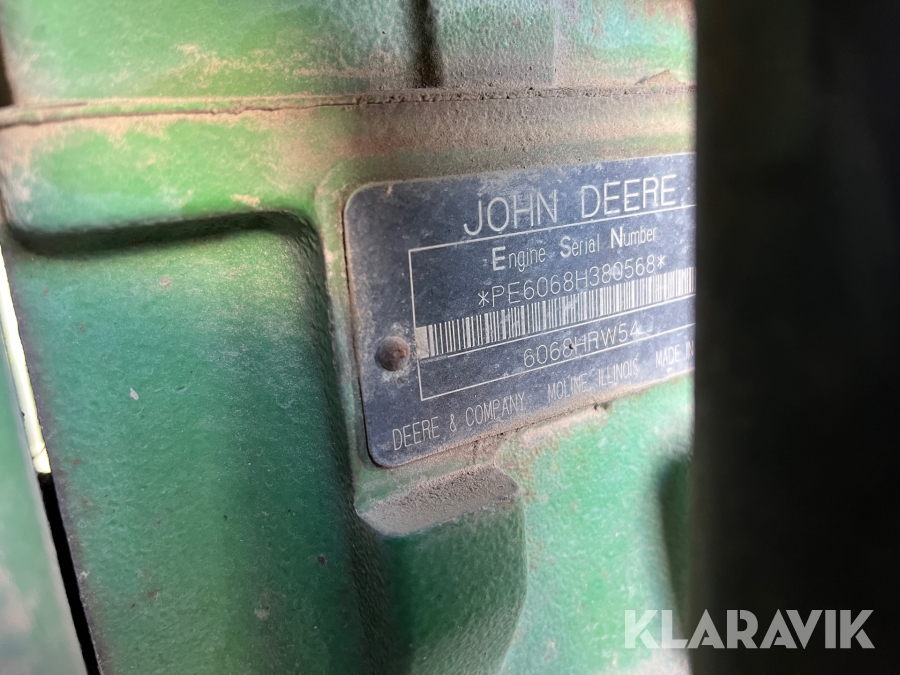 JOHN DEERE
Engine Serial Number
*PE6068H380568*
6068HRW54
DEERE & COMPANY MOLINE ILLINOIS MADE IN
KLARAVIK